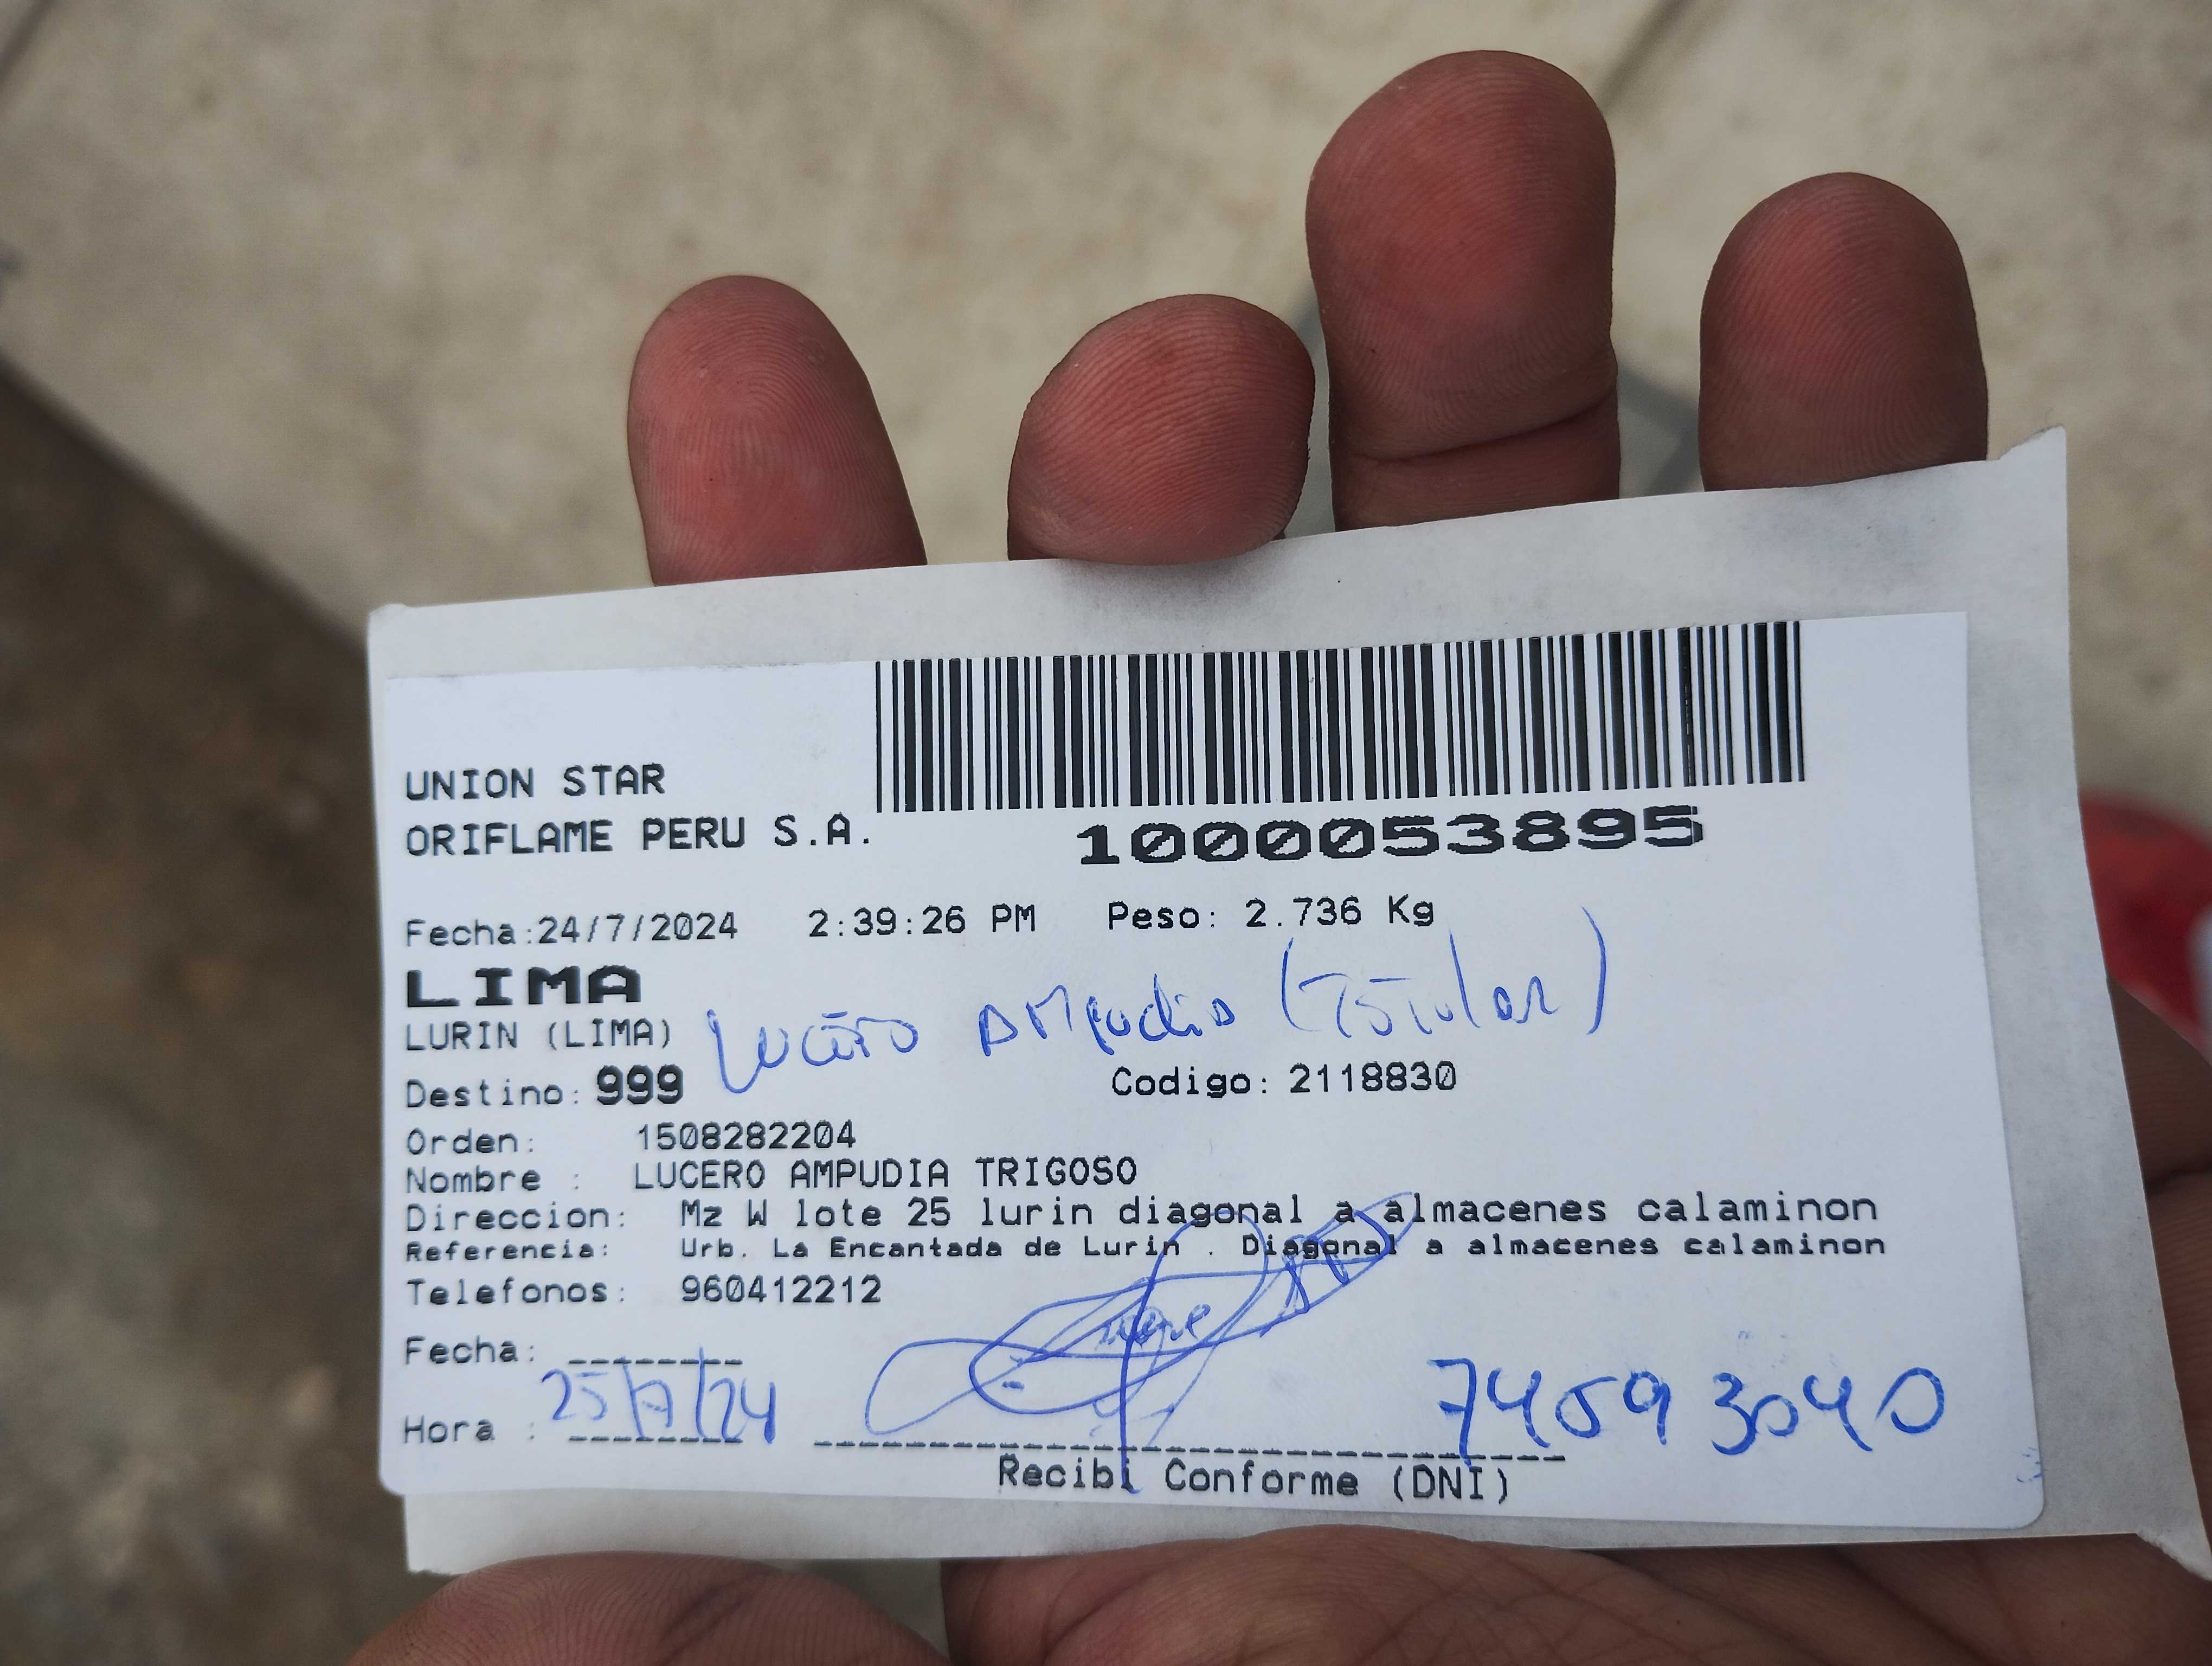 UNION STAR
ORIFLAME PERU S.A.
1000053895
Fecha:24/7/2024 2:39:26 PM Peso: 2.736 Kg
LIMA
LURIN (LIMA)
Lucero Ampudia (Titular)
Destino: 999 Codigo: 2118830
Orden: 1508282204
Nombre : LUCERO AMPUDIA TRIGOSO
Direccion: Mz W lote 25 lurin diagonal a almacenes calaminon
Referencia: Urb. La Encantada de Lurin . Diagonal a almacenes calaminon
Telefonos: 960412212
Fecha:
25/7/24
74593040
Hora :
Recibi Conforme (DNI)